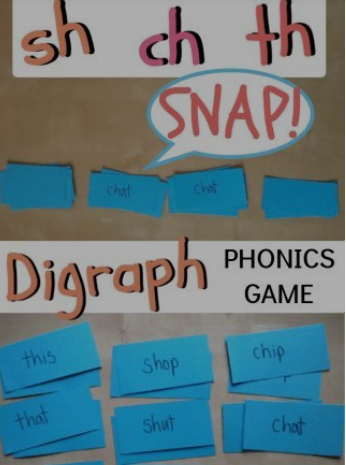 sh ch th
SNAP!
chat chat
Digraph
PHONICS
GAME
this shop chip
that shut chat